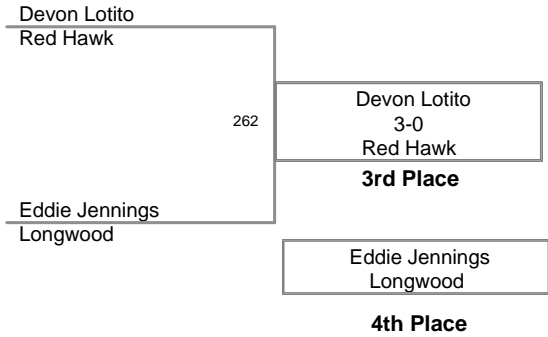 Devon Lotito
Red Hawk
262
Devon Lotito
3-0
Red Hawk
3rd Place
Eddie Jennings
Longwood
Eddie Jennings
Longwood
4th Place